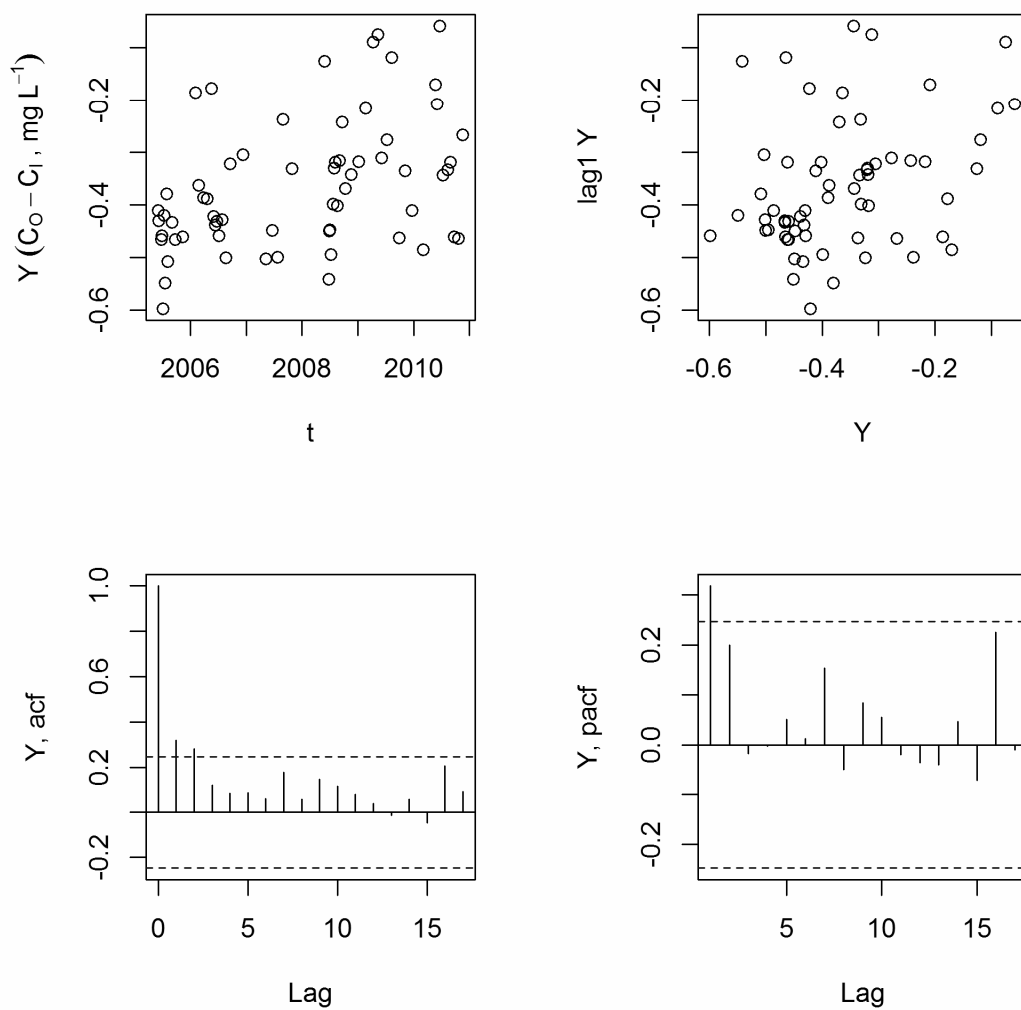 Y (C_O − C_I, mg L⁻¹)
-0.6 -0.4 -0.2
2006 2008 2010
t
lag1 Y
-0.6 -0.4 -0.2
-0.6 -0.4 -0.2
Y
Y, acf
-0.2 0.2 0.6 1.0
0 5 10 15
Lag
Y, pacf
-0.2 0.0 0.2
5 10 15
Lag